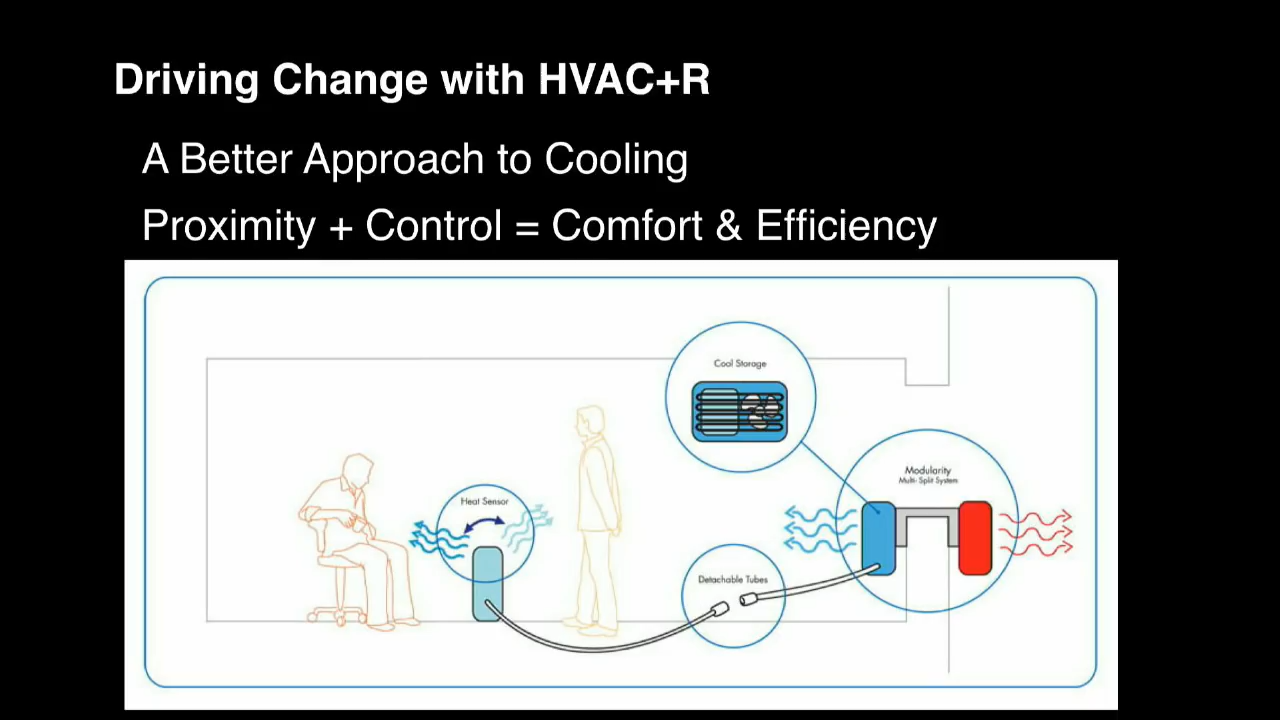 Driving Change with HVAC+R
A Better Approach to Cooling
Proximity + Control = Comfort & Efficiency
Cool Storage
Modularity
Multi- Split System
Heat Sensor
Detachable Tubes